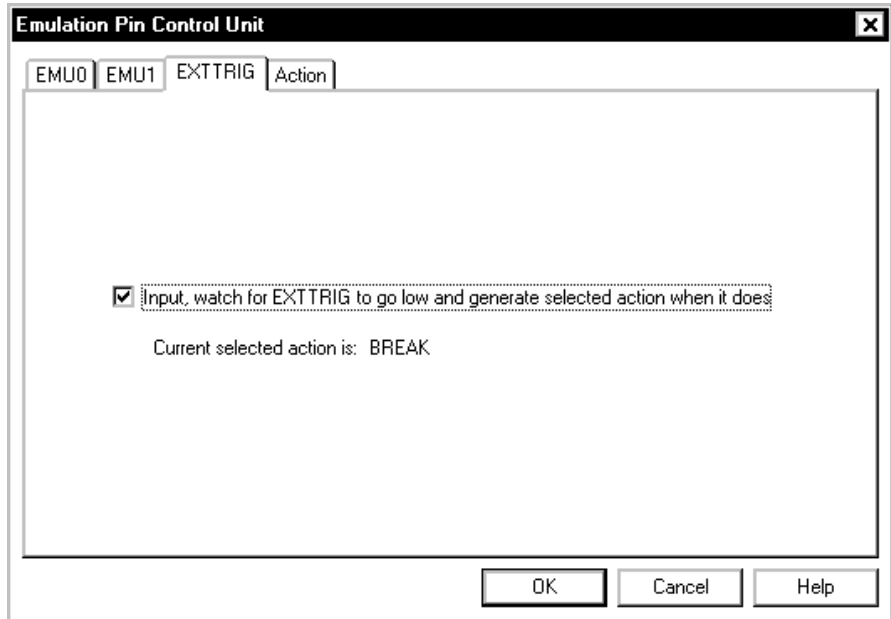 Emulation Pin Control Unit
EMU0 EMU1 EXTTRIG Action
Input, watch for EXTTRIG to go low and generate selected action when it does
Current selected action is: BREAK
OK Cancel Help